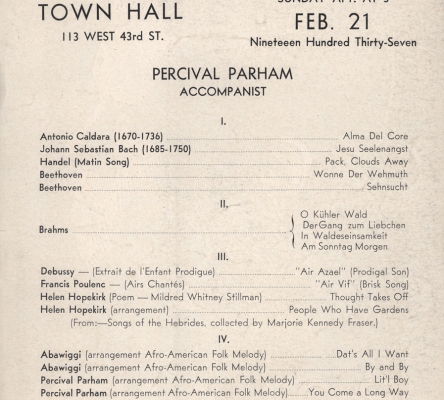 SUNDAY AFT. AT 3
TOWN HALL
FEB. 21
113 WEST 43rd ST.
Nineteeen Hundred Thirty-Seven
PERCIVAL PARHAM
ACCOMPANIST
I.
Antonio Caldara (1670-1736) Alma Del Core
Johann Sebastian Bach (1685-1750) Jesu Seelenangst
Handel (Matin Song) Pack, Clouds Away
Beethoven Wonne Der Wehmuth
Beethoven Sehnsucht
II.
Brahms
O Kühler Wald
Der Gang zum Liebchen
In Waldeseinsamkeit
Am Sonntag Morgen
III.
Debussy — (Extrait de l'Enfant Prodigue) "Air Azael" (Prodigal Son)
Francis Poulenc — (Airs Chantés) "Air Vif" (Brisk Song)
Helen Hopekirk (Poem — Mildred Whitney Stillman) Thought Takes Off
Helen Hopekirk (arrangement) People Who Have Gardens
(From:—Songs of the Hebrides, collacted by Marjorie Kennedy Fraser.)
IV.
Abawiggi (arrangement Afro-American Folk Melody) Dat's All I Want
Abawiggi (arrangement Afro-American Folk Melody) By and By
Percival Parham (arrangement Afro-American Folk Melody) Lit'l Boy
Percival Parham (arrangement Afro-American Folk Melody) You Come a Long Way